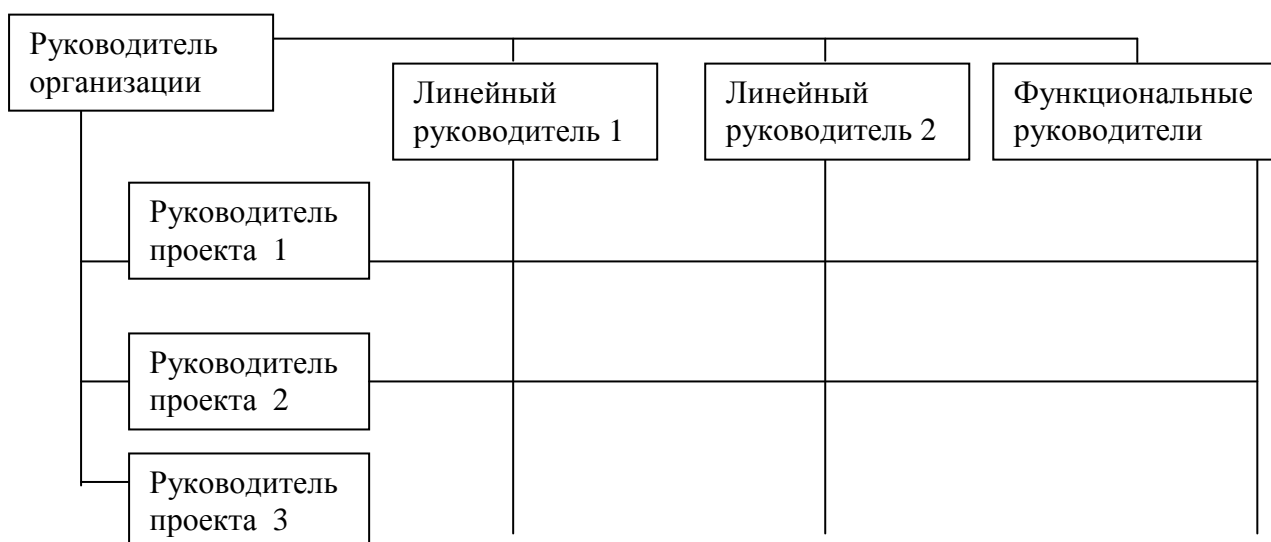 Руководитель
организации
Линейный
руководитель 1
Линейный
руководитель 2
Функциональные
руководители
Руководитель
проекта 1
Руководитель
проекта 2
Руководитель
проекта 3